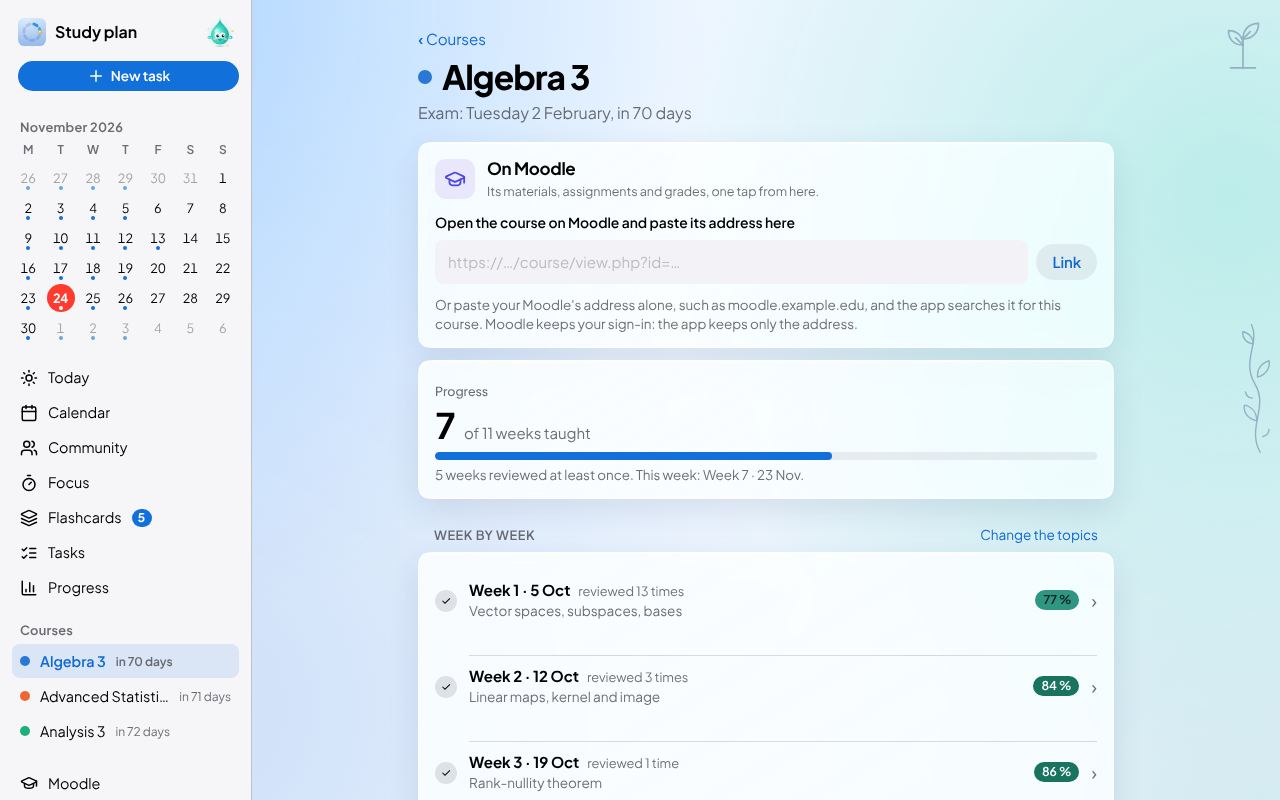 Study plan
New task
November 2026
M T W T F S S
26 27 28 29 30 31 1
2 3 4 5 6 7 8
9 10 11 12 13 14 15
16 17 18 19 20 21 22
23 24 25 26 27 28 29
30 1 2 3 4 5 6
Today
Calendar
Community
Focus
Flashcards 5
Tasks
Progress
Courses
Algebra 3 in 70 days
Advanced Statisti... in 71 days
Analysis 3 in 72 days
Moodle
‹ Courses
Algebra 3
Exam: Tuesday 2 February, in 70 days
On Moodle
Its materials, assignments and grades, one tap from here.
Open the course on Moodle and paste its address here
https://.../course/view.php?id=...
Link
Or paste your Moodle's address alone, such as moodle.example.edu, and the app searches it for this
course. Moodle keeps your sign-in: the app keeps only the address.
Progress
7 of 11 weeks taught
5 weeks reviewed at least once. This week: Week 7 · 23 Nov.
WEEK BY WEEK Change the topics
Week 1 · 5 Oct reviewed 13 times
Vector spaces, subspaces, bases
77 % ›
Week 2 · 12 Oct reviewed 3 times
Linear maps, kernel and image
84 % ›
Week 3 · 19 Oct reviewed 1 time
Rank-nullity theorem
86 % ›